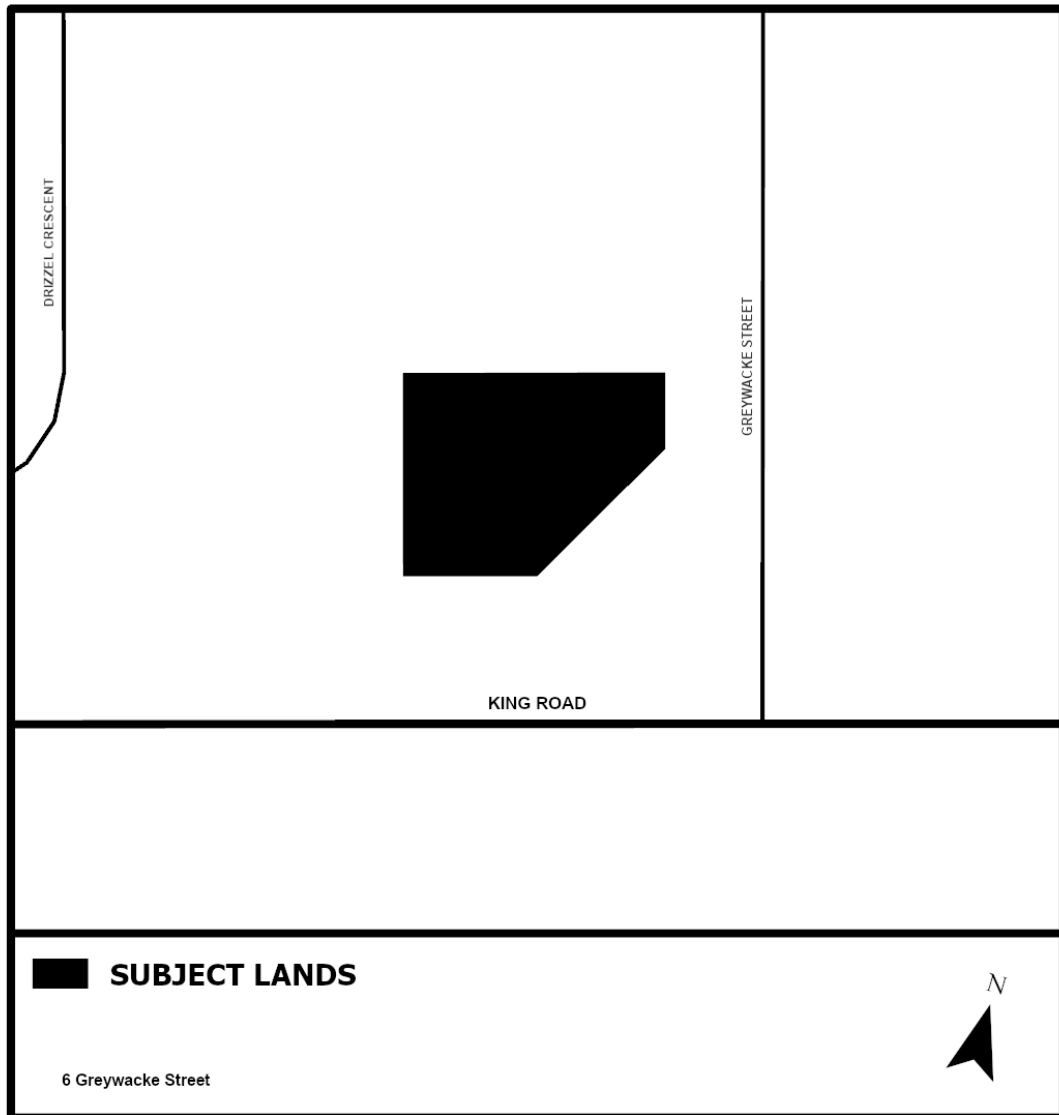 DRIZZEL CRESCENT
GREYWACKE STREET
KING ROAD
SUBJECT LANDS
N
6 Greywacke Street